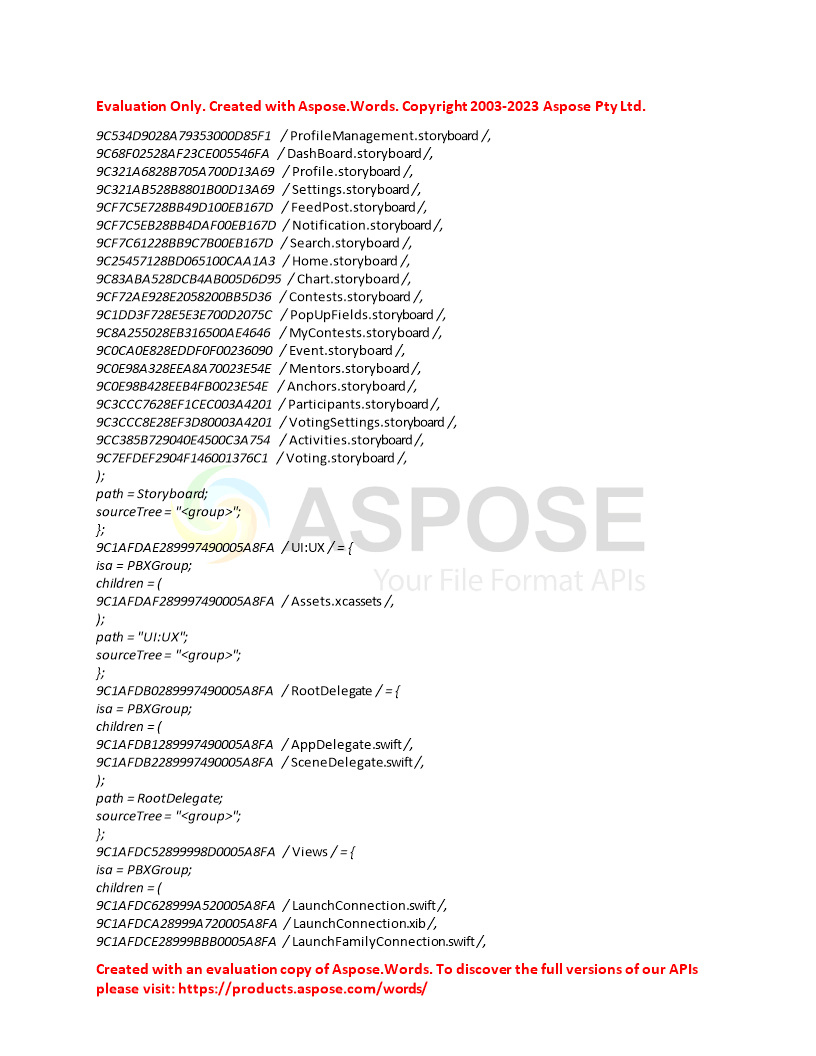 Evaluation Only. Created with Aspose.Words. Copyright 2003-2023 Aspose Pty Ltd.
9C534D9028A79353000D85F1 / ProfileManagement.storyboard /,
9C68F02528AF23CE005546FA / DashBoard.storyboard /,
9C321A6828B705A700D13A69 / Profile.storyboard /,
9C321AB528B8801B00D13A69 / Settings.storyboard /,
9CF7C5E728BB49D100EB167D / FeedPost.storyboard /,
9CF7C5EB28BB4DAF00EB167D / Notification.storyboard /,
9CF7C61228BB9C7B00EB167D / Search.storyboard /,
9C25457128BD065100CAA1A3 / Home.storyboard /,
9C83ABA528DCB4AB005D6D95 / Chart.storyboard /,
9CF72AE928E2058200BB5D36 / Contests.storyboard /,
9C1DD3F728E5E3E700D2075C / PopUpFields.storyboard /,
9C8A255028EB316500AE4646 / MyContests.storyboard /,
9C0CA0E828EDDF0F00236090 / Event.storyboard /,
9C0E98A328EEA8A70023E54E / Mentors.storyboard /,
9C0E98B428EEB4FB0023E54E / Anchors.storyboard /,
9C3CCC7628EF1CEC003A4201 / Participants.storyboard /,
9C3CCC8E28EF3D80003A4201 / VotingSettings.storyboard /,
9CC385B729040E4500C3A754 / Activities.storyboard /,
9C7EFDEF2904F146001376C1 / Voting.storyboard /,
);
path = Storyboard;
sourceTree = "<group>";
};
9C1AFDAE289997490005A8FA / UI:UX / = {
isa = PBXGroup;
children = (
9C1AFDAF289997490005A8FA / Assets.xcassets /,
);
path = "UI:UX";
sourceTree = "<group>";
};
9C1AFDB0289997490005A8FA / RootDelegate / = {
isa = PBXGroup;
children = (
9C1AFDB1289997490005A8FA / AppDelegate.swift /,
9C1AFDB2289997490005A8FA / SceneDelegate.swift /,
);
path = RootDelegate;
sourceTree = "<group>";
};
9C1AFDC52899998D0005A8FA / Views / = {
isa = PBXGroup;
children = (
9C1AFDC628999A520005A8FA / LaunchConnection.swift /,
9C1AFDCA28999A720005A8FA / LaunchConnection.xib /,
9C1AFDCE28999BBB0005A8FA / LaunchFamilyConnection.swift /,
ASPOSE
Your File Format APIs
Created with an evaluation copy of Aspose.Words. To discover the full versions of our APIs
please visit: https://products.aspose.com/words/